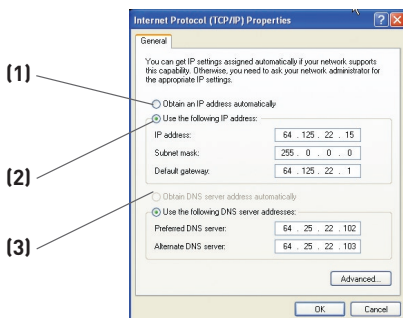 Internet Protocol (TCP/IP) Properties
General
You can get IP settings assigned automatically if your network supports
this capability. Otherwise, you need to ask your network administrator for
the appropriate IP settings.
(1)
Obtain an IP address automatically
Use the following IP address:
(2)
IP address: 64 . 125 . 22 . 15
Subnet mask: 255 . 0 . 0 . 0
Default gateway: 64 . 125 . 22 . 1
Obtain DNS server address automatically
(3)
Use the following DNS server addresses:
Preferred DNS server: 64 . 25 . 22 . 102
Alternate DNS server: 64 . 25 . 22 . 103
Advanced...
OK Cancel